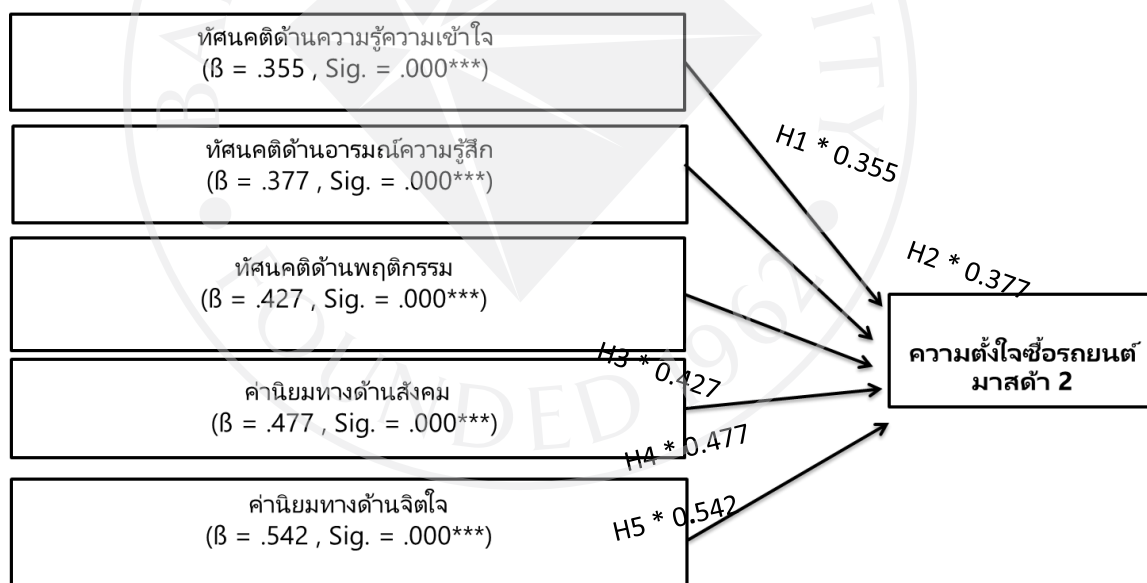 ทัศนคติด้านความรู้ความเข้าใจ
(ß = .355 , Sig. = .000***)
ทัศนคติด้านอารมณ์ความรู้สึก
(ß = .377 , Sig. = .000***)
ทัศนคติด้านพฤติกรรม
(ß = .427 , Sig. = .000***)
ค่านิยมทางด้านสังคม
(ß = .477 , Sig. = .000***)
ค่านิยมทางด้านจิตใจ
(ß = .542 , Sig. = .000***)
H1 * 0.355
H2 * 0.377
H3 * 0.427
H4 * 0.477
H5 * 0.542
ความตั้งใจซื้อรถยนต์
มาสด้า 2
FOUNDED 1962